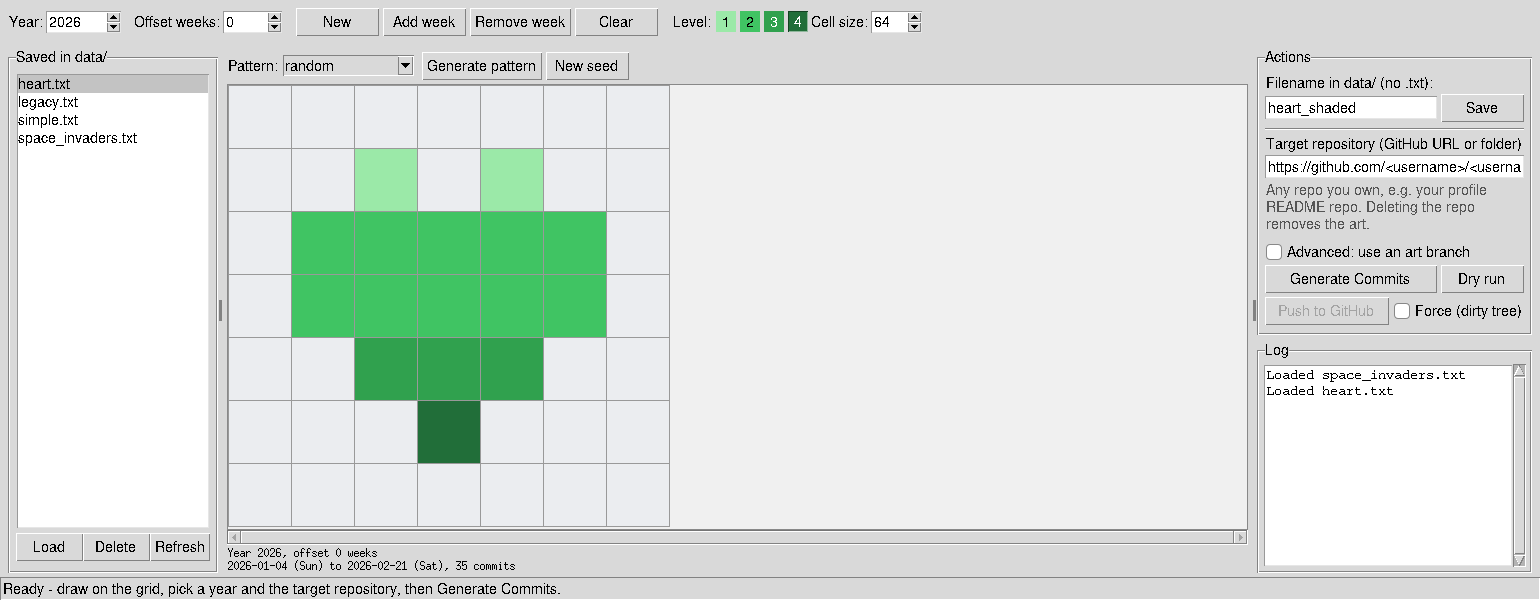 Year: 2026 Offset weeks: 0 New Add week Remove week Clear Level: 1 2 3 4 Cell size: 64
Saved in data/
heart.txt
legacy.txt
simple.txt
space_invaders.txt
Load Delete Refresh
Pattern: random Generate pattern New seed
Year 2026, offset 0 weeks
2026-01-04 (Sun) to 2026-02-21 (Sat), 35 commits
Actions
Filename in data/ (no .txt):
heart_shaded Save
Target repository (GitHub URL or folder)
https://github.com/<username>/<userna
Any repo you own, e.g. your profile
README repo. Deleting the repo
removes the art.
Advanced: use an art branch
Generate Commits Dry run
Push to GitHub Force (dirty tree)
Log
Loaded space_invaders.txt
Loaded heart.txt
Ready - draw on the grid, pick a year and the target repository, then Generate Commits.